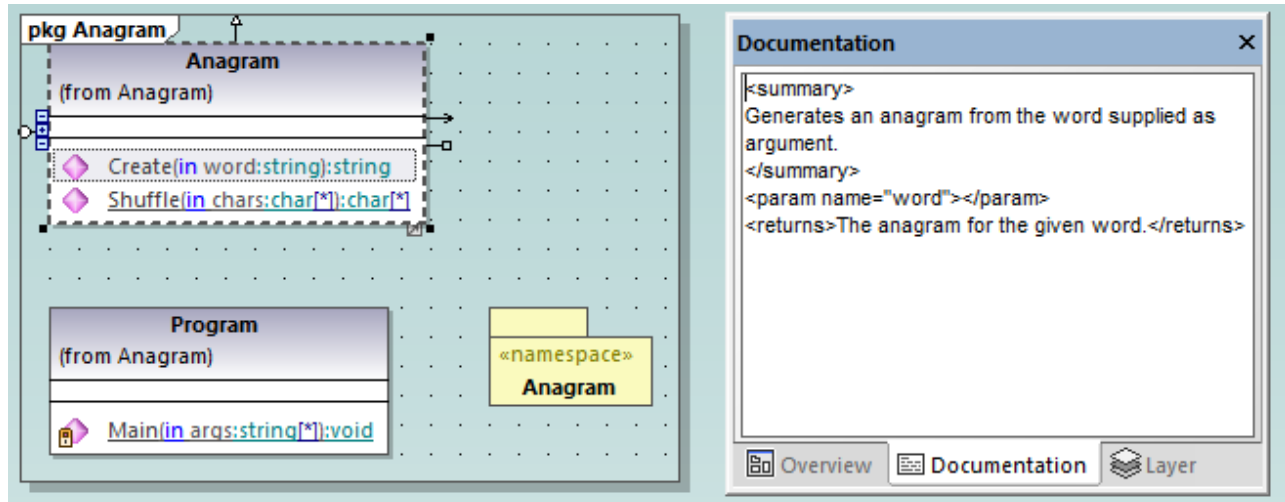 pkg Anagram
Anagram
(from Anagram)
Create(in word:string):string
Shuffle(in chars:char[*]):char[*]
Program
(from Anagram)
Main(in args:string[*]):void
«namespace»
Anagram
Documentation
<summary>
Generates an anagram from the word supplied as
argument.
</summary>
<param name="word"></param>
<returns>The anagram for the given word.</returns>
Overview
Documentation
Layer